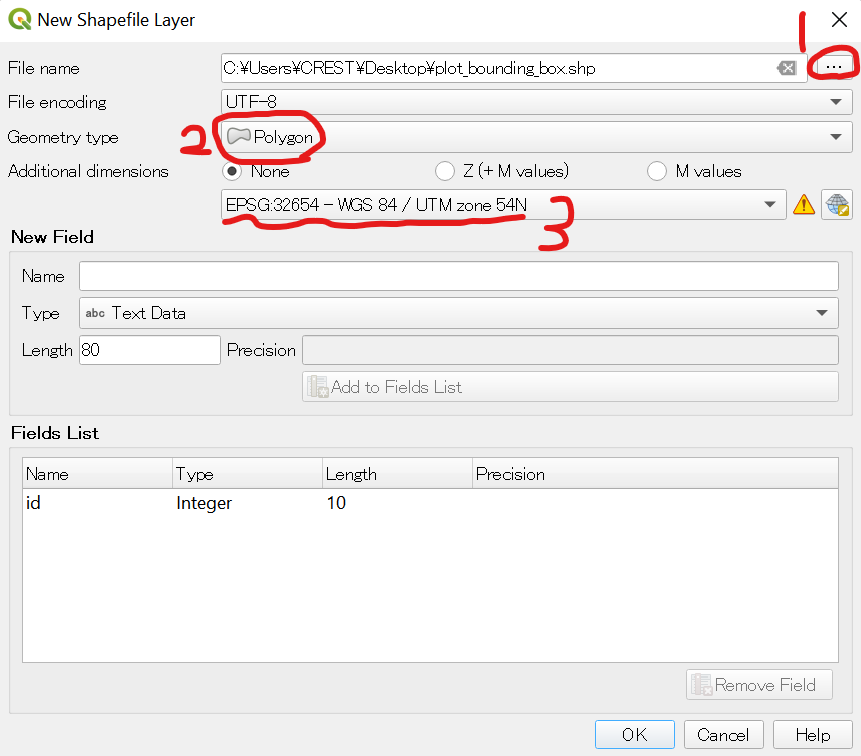 New Shapefile Layer
1
File name C:¥Users¥CREST¥Desktop¥plot_bounding_box.shp ...
File encoding UTF-8
2
Geometry type Polygon
Additional dimensions None Z (+ M values) M values
EPSG:32654 - WGS 84 / UTM zone 54N
3
New Field
Name
Type abc Text Data
Length 80 Precision
Add to Fields List
Fields List
Name Type Length Precision
id Integer 10
Remove Field
OK Cancel Help